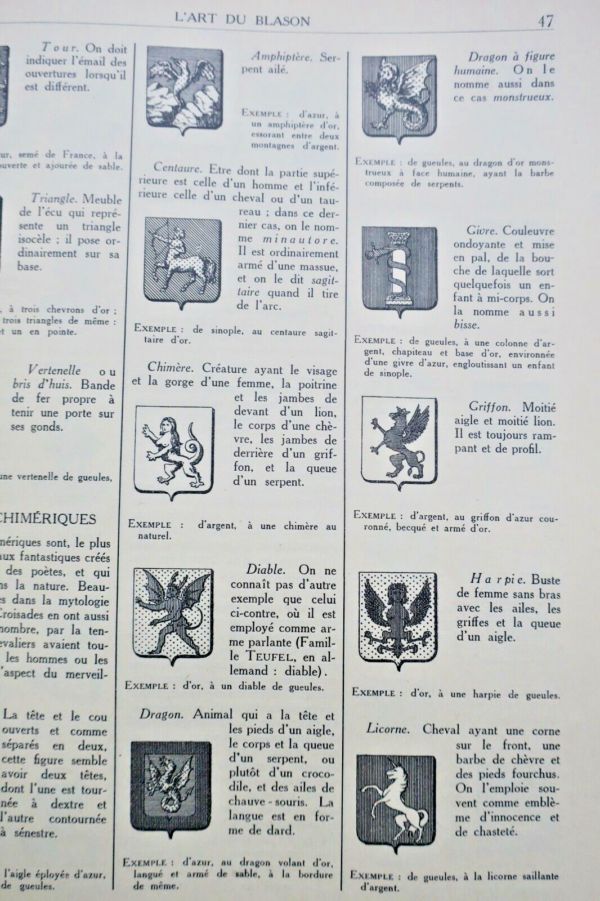 L'ART DU BLASON
47
Tour. On doit
indiquer l'émail des
ouvertures lorsqu'il
est différent.
semé de France, à la
ouverte et ajourée de sable.
Triangle. Meuble
de l'écu qui repré-
sente un triangle
isocèle ; il pose or-
dinairement sur sa
base.
à trois chevrons d'or ;
trois triangles de même :
et un en pointe.
Vertenelle ou
bris d'huis. Bande
de fer propre à
tenir une porte sur
ses gonds.
une vertenelle de gueules.
CHIMÉRIQUES
sont, le plus
fantastiques créés
des poètes, et qui
la nature. Beau-
dans la mythologie
Croisades en ont aussi
nombre, par la ten-
avaient tou-
les hommes ou les
l'aspect du merveil-
La tête et le cou
ouverts et comme
séparés en deux,
cette figure semble
avoir deux têtes,
dont l'une est tour-
née à dextre et
l'autre contournée
à sénestre.
l'aigle éployée d'azur,
de gueules.
Amphiptère. Ser-
pent ailé.
EXEMPLE : d'azur, à
un amphiptère d'or,
essorant entre deux
montagnes d'argent.
Centaure. Etre dont la partie supé-
rieure est celle d'un homme et l'infé-
rieure celle d'un cheval ou d'un tau-
reau ; dans ce der-
nier cas, on le nom-
me minautore.
Il est ordinairement
armé d'une massue,
et on le dit sagit-
taire quand il tire
de l'arc.
EXEMPLE : de sinople, au centaure sagit-
taire d'or.
Chimère. Créature ayant le visage
et la gorge d'une femme, la poitrine
et les jambes de
devant d'un lion,
le corps d'une chè-
vre, les jambes de
derrière d'un grif-
fon, et la queue
d'un serpent.
EXEMPLE : d'argent, à une chimère au
naturel.
Diable. On ne
connaît pas d'autre
exemple que celui
ci-contre, où il est
employé comme ar-
me parlante (Famil-
le TEUFEL, en al-
lemand : diable).
EXEMPLE : d'or, à un diable de gueules.
Dragon. Animal qui a la tête et
les pieds d'un aigle,
le corps et la queue
d'un serpent, ou
plutôt d'un croco-
dile, et des ailes de
chauve-souris. La
langue est en for-
me de dard.
EXEMPLE : d'azur, au dragon volant d'or,
langué et armé de sable, à la bordure
de même.
Dragon à figure
humaine. On le
nomme aussi dans
ce cas monstrueux.
EXEMPLE : de gueules, au dragon d'or mons-
trueux à face humaine, ayant la barbe
composée de serpents.
Givre. Couleuvre
ondoyante et mise
en pal, de la bou-
che de laquelle sort
quelquefois un en-
fant à mi-corps. On
la nomme aussi
bisse.
EXEMPLE : de gueules, à une colonne d'ar-
gent, chapiteau et base d'or, environnée
d'une givre d'azur, engloutissant un enfant
de sinople.
Griffon. Moitié
aigle et moitié lion.
Il est toujours ram-
pant et de profil.
EXEMPLE : d'argent, au griffon d'azur cou-
ronné, becqué et armé d'or.
Harpie. Buste
de femme sans bras
avec les ailes, les
griffes et la queue
d'un aigle.
EXEMPLE : d'or, à une harpie de gueules.
Licorne. Cheval ayant une corne
sur le front, une
barbe de chèvre et
des pieds fourchus.
On l'emploie sou-
vent comme emblè-
me d'innocence et
de chasteté.
EXEMPLE : de gueules, à la licorne saillante
d'argent.